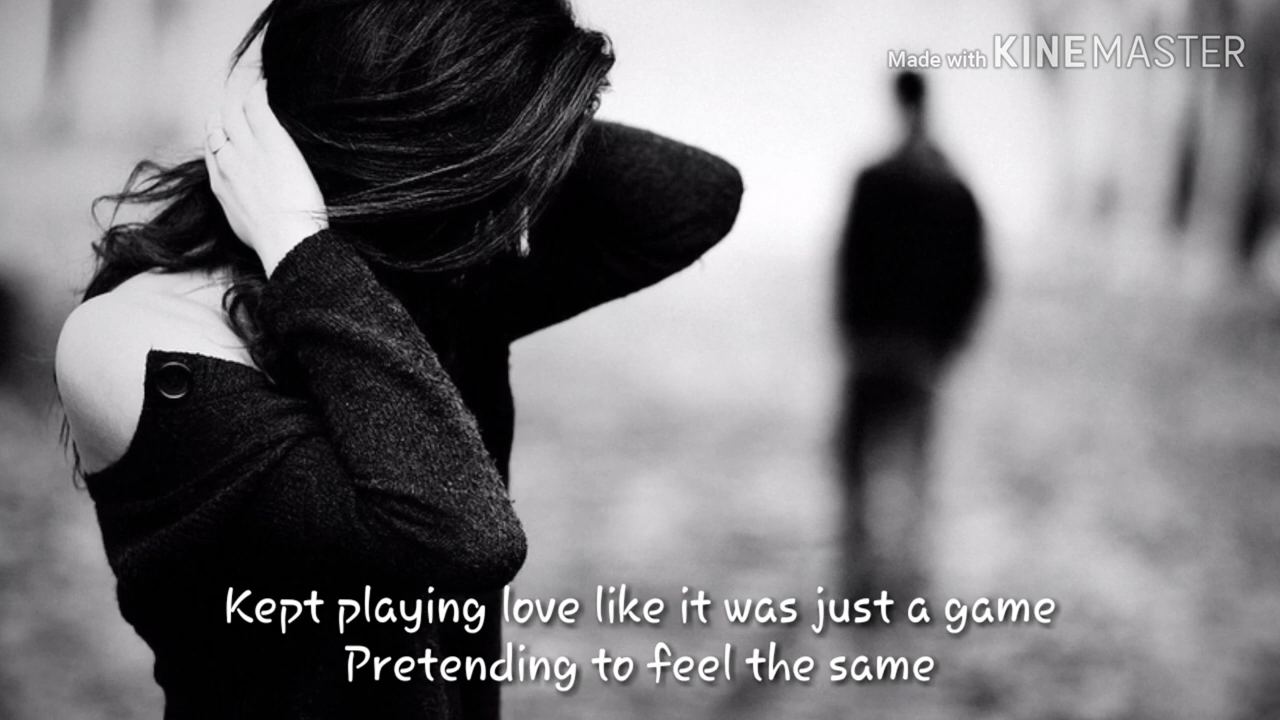 Made with KINEMASTER
Kept playing love like it was just a game
Pretending to feel the same